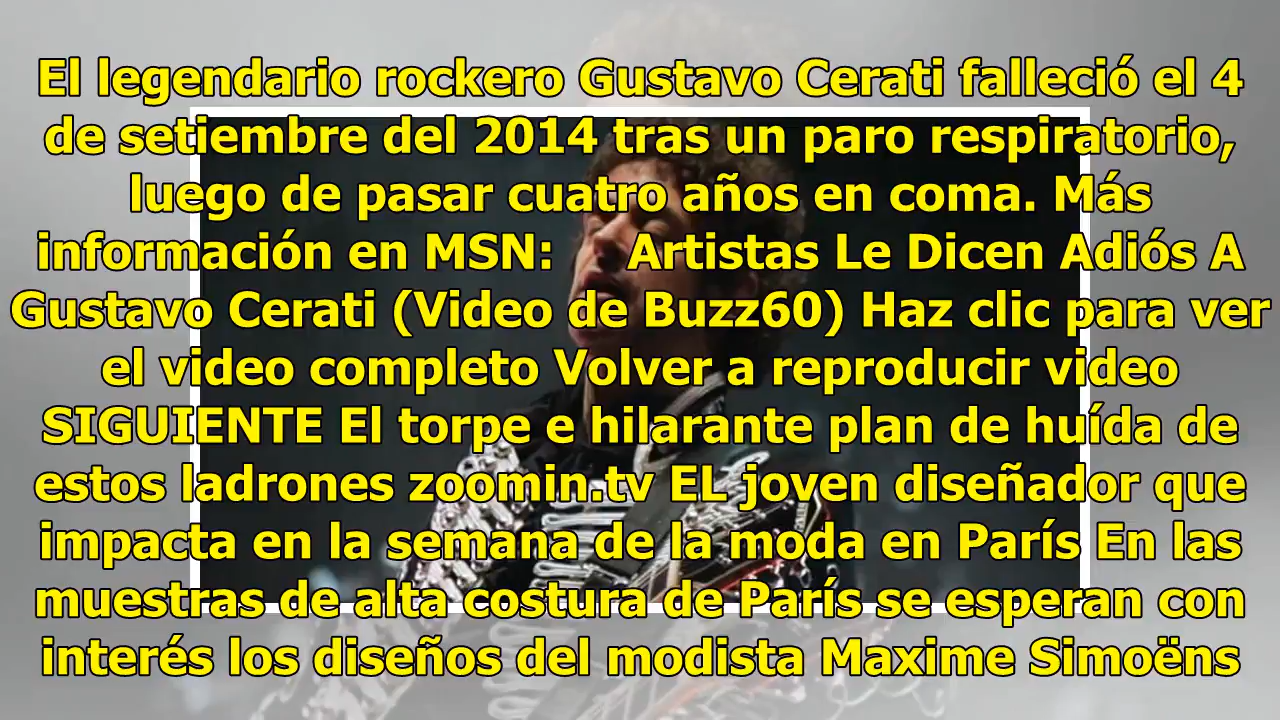 El legendario rockero Gustavo Cerati falleció el 4
de setiembre del 2014 tras un paro respiratorio,
luego de pasar cuatro años en coma. Más
información en MSN: Artistas Le Dicen Adiós A
Gustavo Cerati (Video de Buzz60) Haz clic para ver
el video completo Volver a reproducir video
SIGUIENTE El torpe e hilarante plan de huída de
estos ladrones zoomin.tv EL joven diseñador que
impacta en la semana de la moda en París En las
muestras de alta costura de París se esperan con
interés los diseños del modista Maxime Simoëns